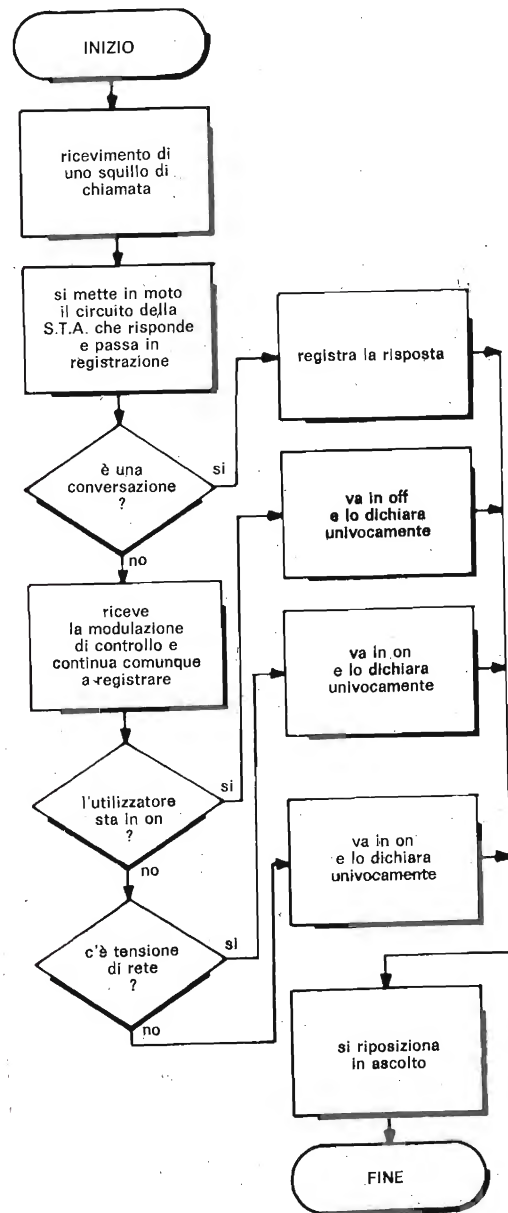 INIZIO
ricevimento di
uno squillo di
chiamata
si mette in moto
il circuito della
S.T.A. che risponde
e passa in
registrazione
è una
conversazione
?
si
no
registra la risposta
riceve
la modulazione
di controllo e
continua comunque
a registrare
l'utilizzatore
sta in on
?
si
no
va in off
e lo dichiara
univocamente
c'è tensione
di rete
?
si
no
va in on
e lo dichiara
univocamente
va in on
e lo dichiara
univocamente
si riposiziona
in ascolto
FINE